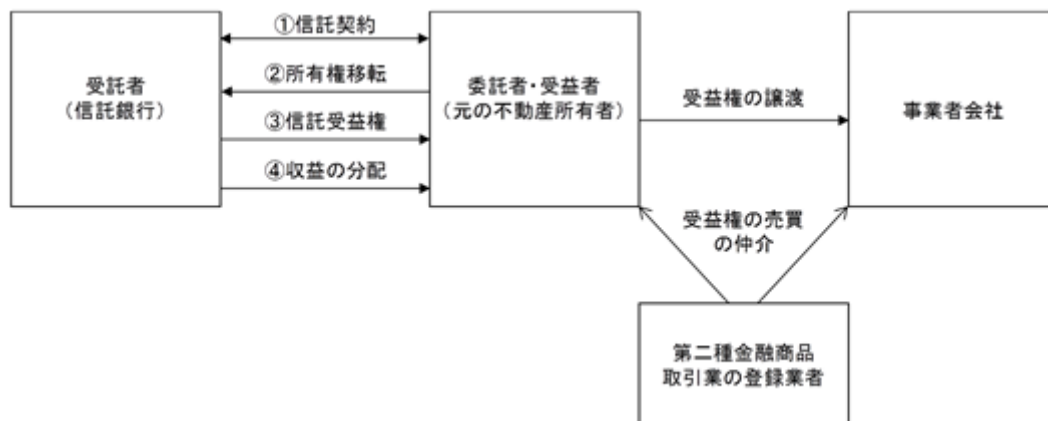 受託者
（信託銀行）
①信託契約
②所有権移転
③信託受益権
④収益の分配
委託者・受益者
（元の不動産所有者）
受益権の譲渡
事業者会社
受益権の売買
の仲介
第二種金融商品
取引業の登録業者